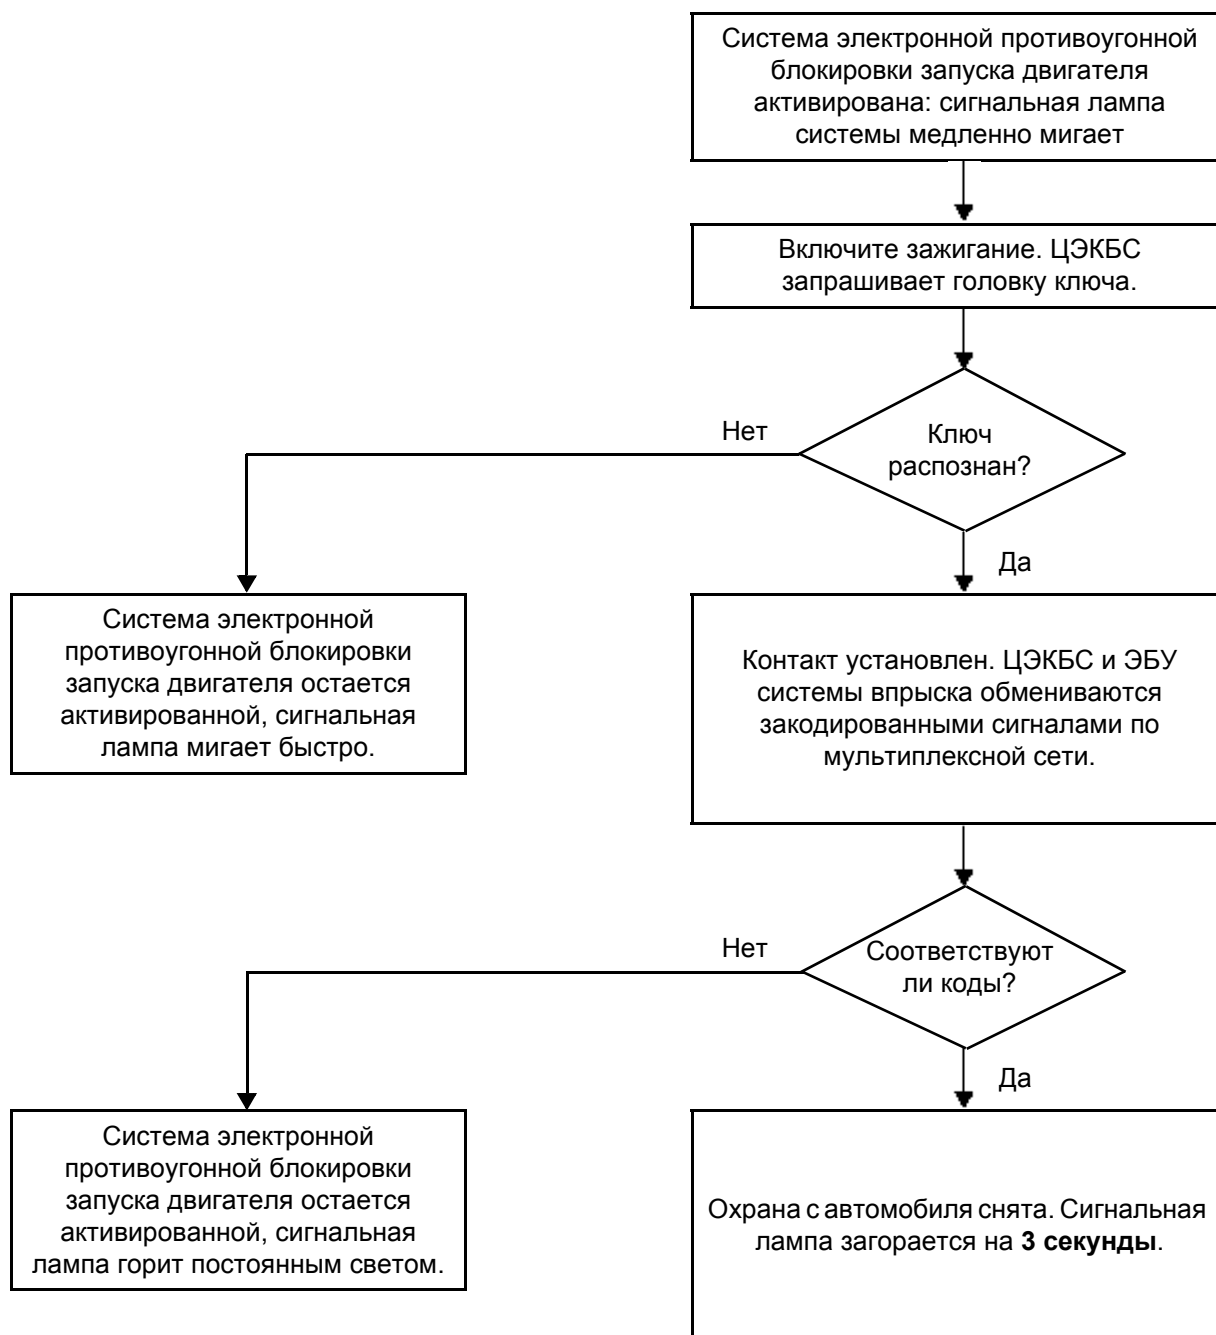 Система электронной противоугонной
блокировки запуска двигателя
активирована: сигнальная лампа
системы медленно мигает
Включите зажигание. ЦЭКБС
запрашивает головку ключа.
Нет
Ключ
распознан?
Да
Система электронной
противоугонной блокировки
запуска двигателя остается
активированной, сигнальная
лампа мигает быстро.
Контакт установлен. ЦЭКБС и ЭБУ
системы впрыска обмениваются
закодированными сигналами по
мультиплексной сети.
Нет
Соответствуют
ли коды?
Да
Система электронной
противоугонной блокировки
запуска двигателя остается
активированной, сигнальная
лампа горит постоянным светом.
Охрана с автомобиля снята. Сигнальная
лампа загорается на 3 секунды.